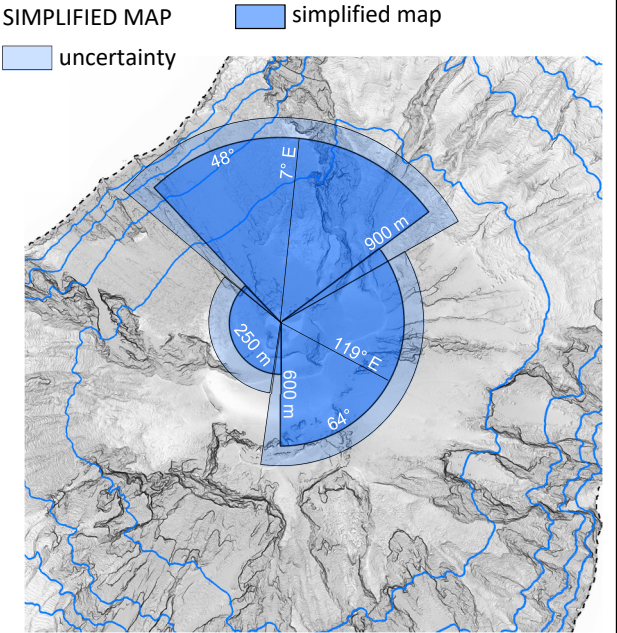 SIMPLIFIED MAP
simplified map
uncertainty
48°
7° E
900 m
250 m
119° E
600 m
64°